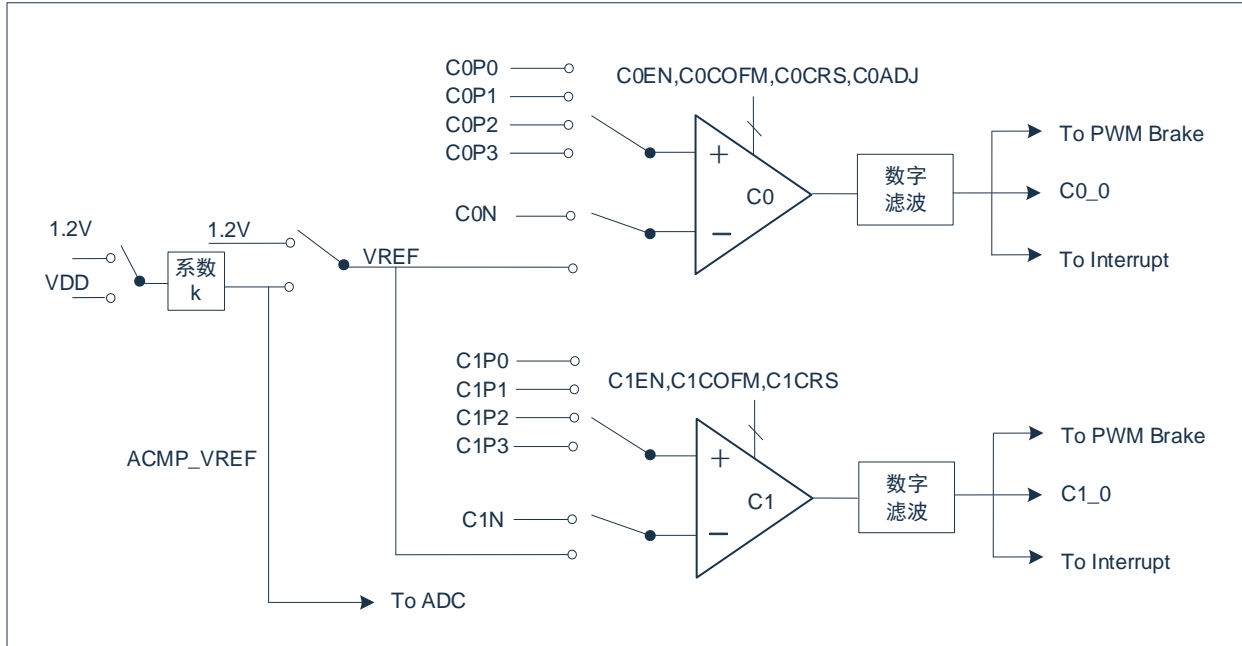 C0P0
C0P1
C0P2
C0P3
C0EN,C0COFM,C0CRS,C0ADJ
+
C0
−
C0N
数字
滤波
To PWM Brake
C0_0
To Interrupt
1.2V
VDD
系数
k
1.2V
VREF
ACMP_VREF
To ADC
C1P0
C1P1
C1P2
C1P3
C1EN,C1COFM,C1CRS
+
C1
−
C1N
数字
滤波
To PWM Brake
C1_0
To Interrupt